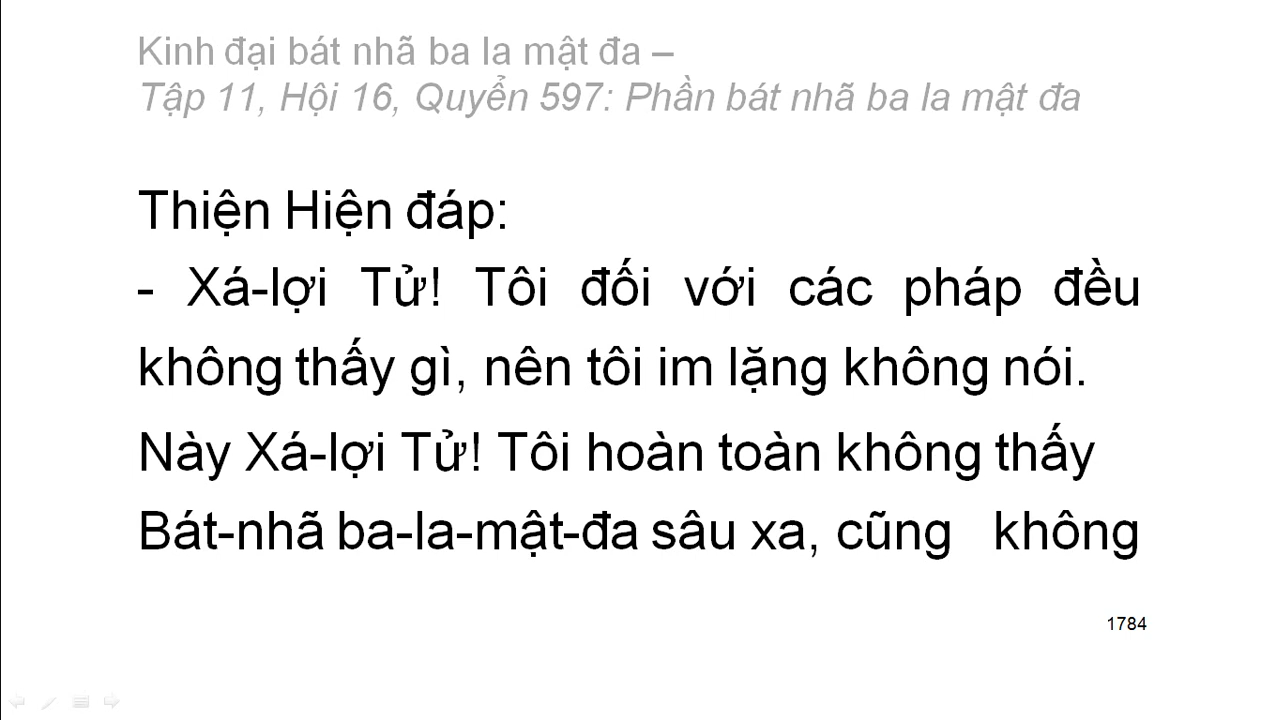 Kinh đại bát nhã ba la mật đa –
Tập 11, Hội 16, Quyển 597: Phần bát nhã ba la mật đa
Thiện Hiện đáp:
- Xá-lợi Tử! Tôi đối với các pháp đều
không thấy gì, nên tôi im lặng không nói.
Này Xá-lợi Tử! Tôi hoàn toàn không thấy
Bát-nhã ba-la-mật-đa sâu xa, cũng không
1784